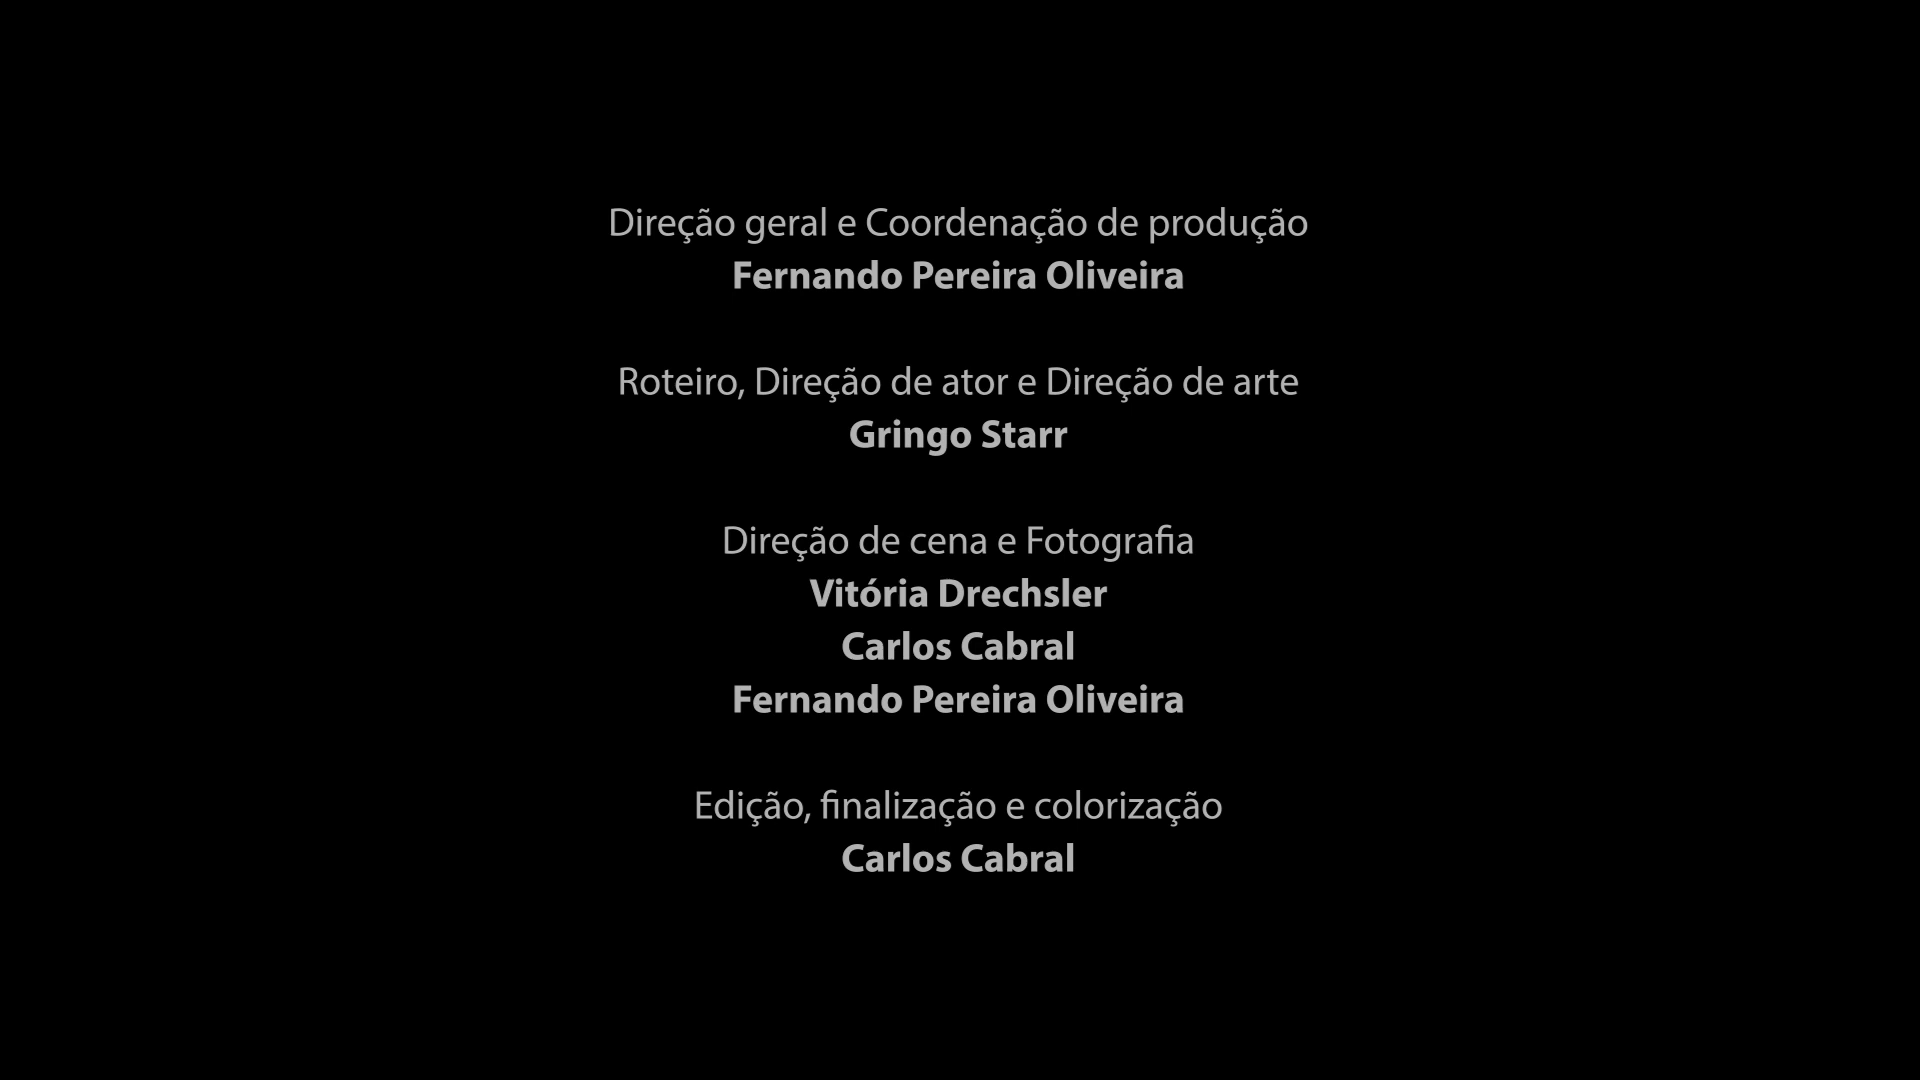 Direção geral e Coordenação de produção
Fernando Pereira Oliveira
Roteiro, Direção de ator e Direção de arte
Gringo Starr
Direção de cena e Fotografia
Vitória Drechsler
Carlos Cabral
Fernando Pereira Oliveira
Edição, finalização e colorização
Carlos Cabral